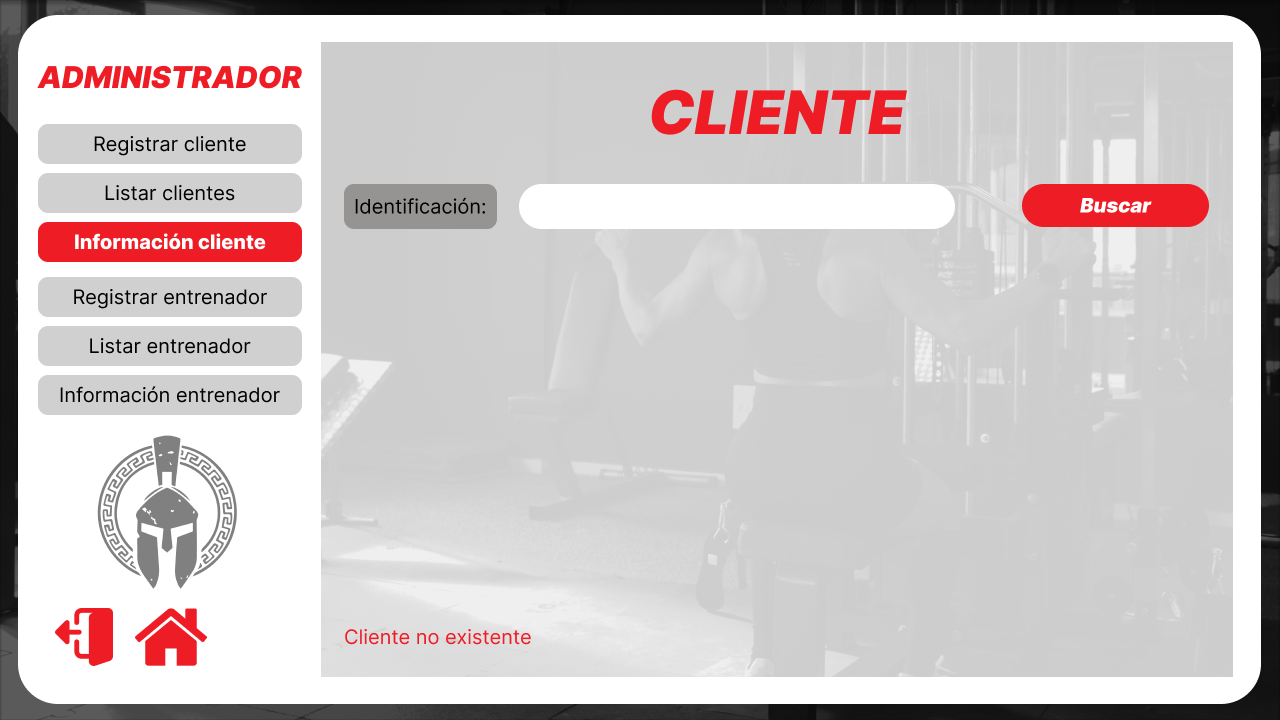 ADMINISTRADOR
Registrar cliente
Listar clientes
Información cliente
Registrar entrenador
Listar entrenador
Información entrenador
CLIENTE
Identificación:
Buscar
Cliente no existente